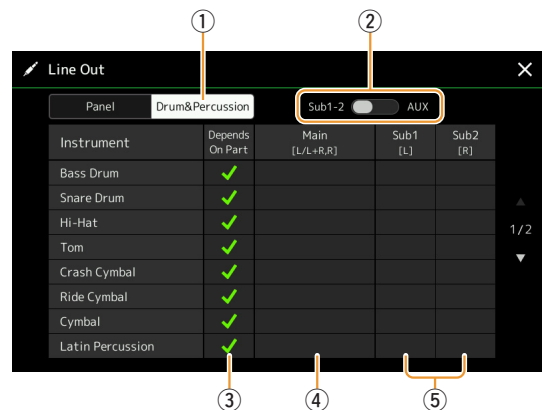 ① ②
Line Out ×
Panel Drum&Percussion Sub1-2 AUX
Instrument Depends On Part Main [L/L+R,R] Sub1 [L] Sub2 [R]
Bass Drum
Snare Drum
Hi-Hat
1/2
Tom
Crash Cymbal
Ride Cymbal
Cymbal
Latin Percussion
③ ④ ⑤